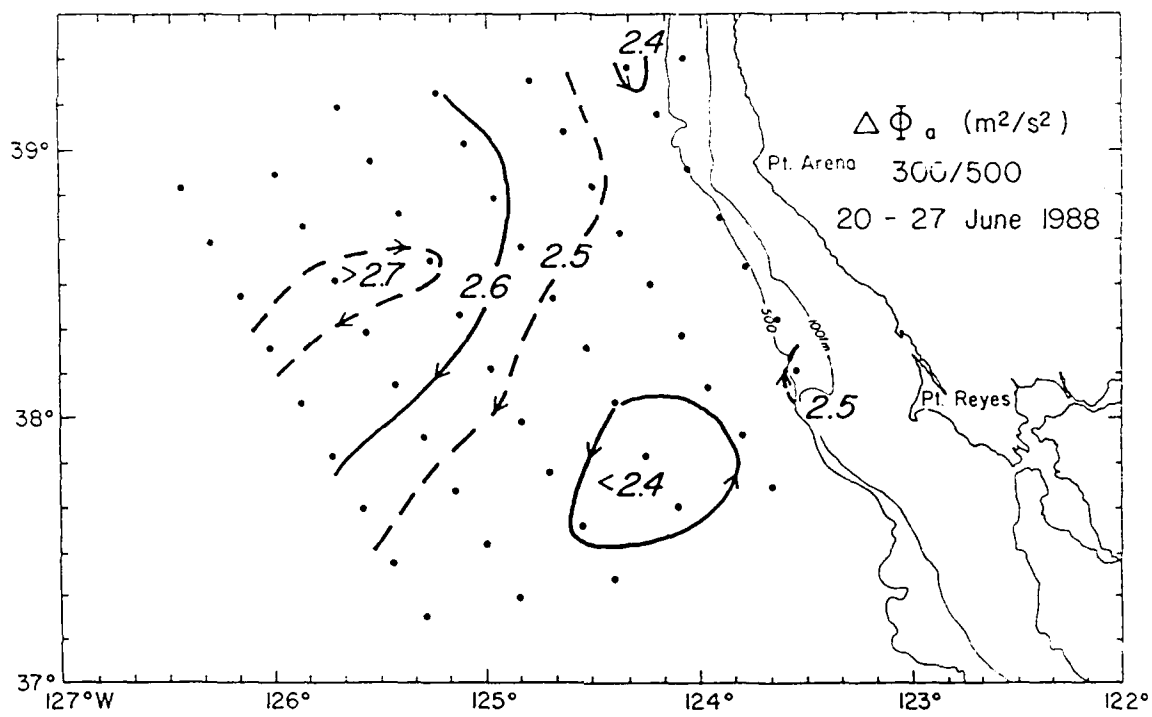 2.4
39°
ΔΦa (m²/s²)
Pt. Arena
300/500
20 - 27 June 1988
2.5
>2.7
2.6
500
100m
38°
2.5
Pt. Reyes
<2.4
37°
127°W
126°
125°
124°
123°
122°